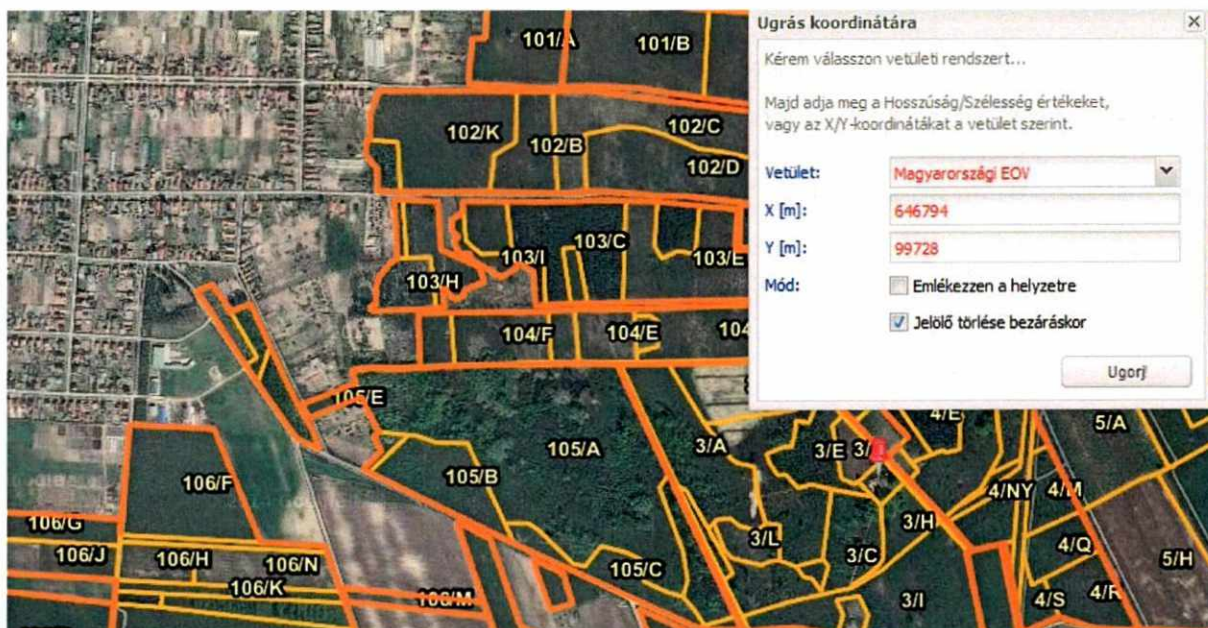 Ugrás koordinátára
Kérem válasszon vetületi rendszert...
Majd adja meg a Hosszúság/Szélesség értékeket,
vagy az X/Y-koordinátákat a vetület szerint.
Vetület: Magyarországi EOV
X [m]: 646794
Y [m]: 99728
Mód: Emlékezzen a helyzetre
Jelölő törlése bezáráskor
Ugorj!
101/A 101/B
102/K 102/B 102/C
102/D
103/H 103/I 103/C 103/E
104/F 104/E 104
105/E
105/A 3/A 3/E 3/ 4/E 5/A
106/F 105/B 4/NY 4/M
106/G 3/H
106/J 106/H 106/N 3/L 3/C 4/Q 5/H
106/K 106/M 105/C 3/I 4/S